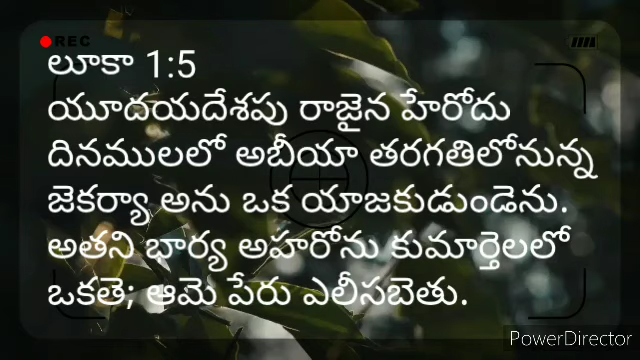 REC
లూకా 1:5
యూదయదేశపు రాజైన హేరోదు
దినములలో అబీయా తరగతిలోనున్న
జెకర్యా అను ఒక యాజకుడుండెను.
అతని భార్య అహరోను కుమార్తెలలో
ఒకతె; ఆమె పేరు ఎలీసబెతు.
PowerDirector